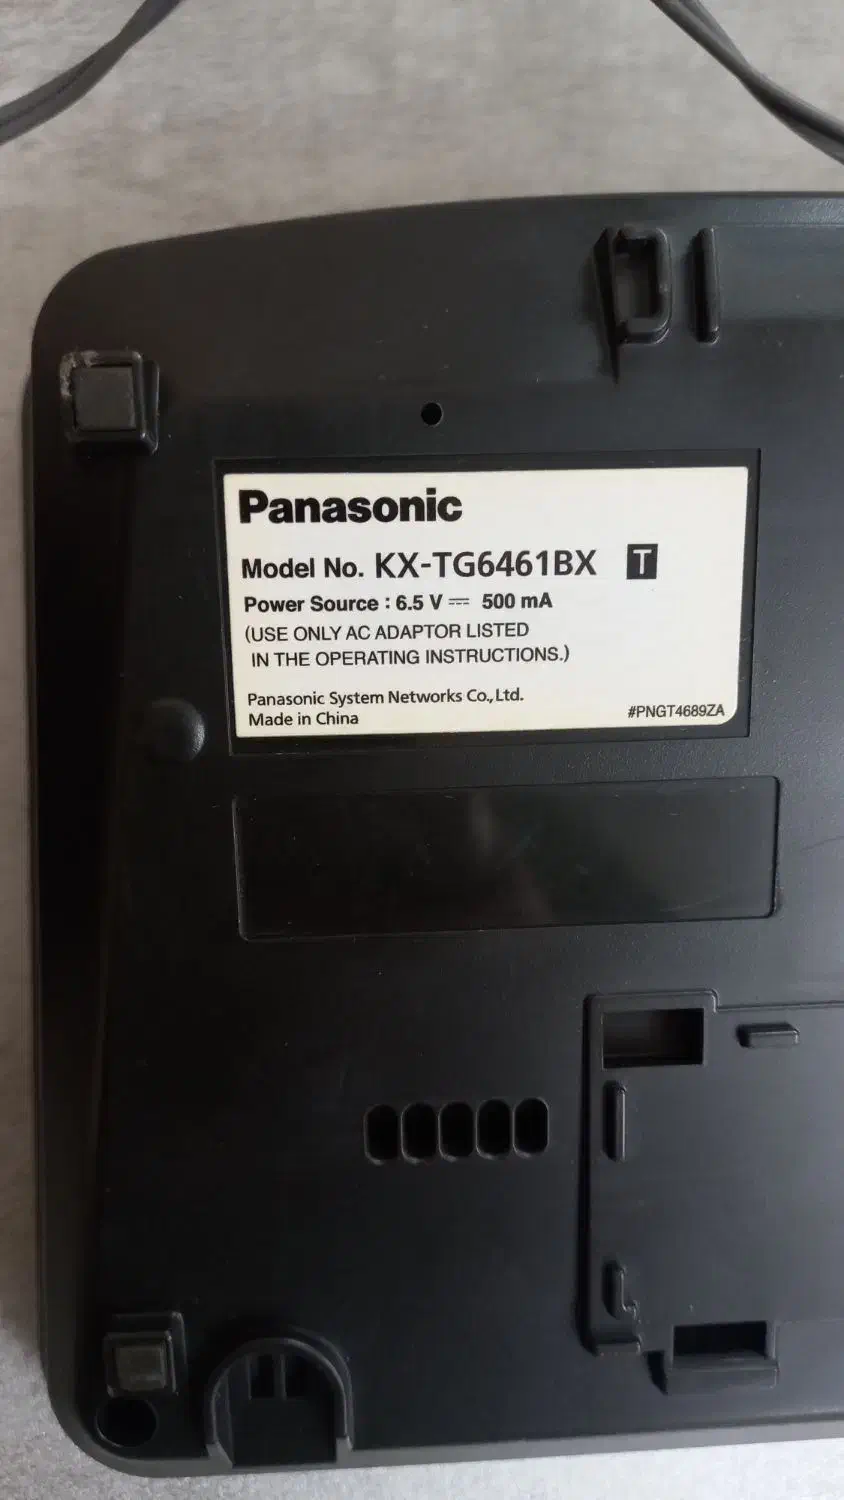 Panasonic
Model No. KX-TG6461BX T
Power Source : 6.5 V ⎓ 500 mA
(USE ONLY AC ADAPTOR LISTED
IN THE OPERATING INSTRUCTIONS.)
Panasonic System Networks Co., Ltd.
Made in China #PNGT4689ZA